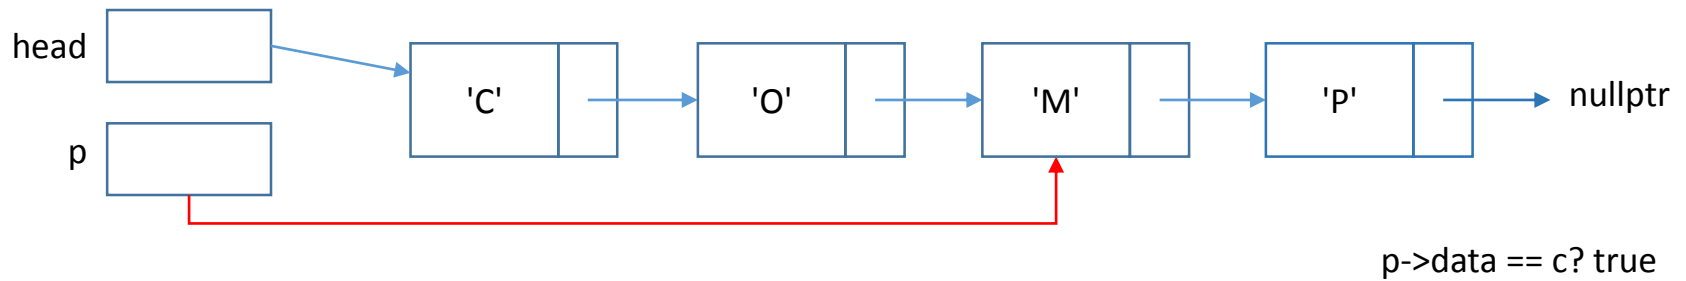 head
'C' 'O' 'M' 'P' nullptr
p
p->data == c? true